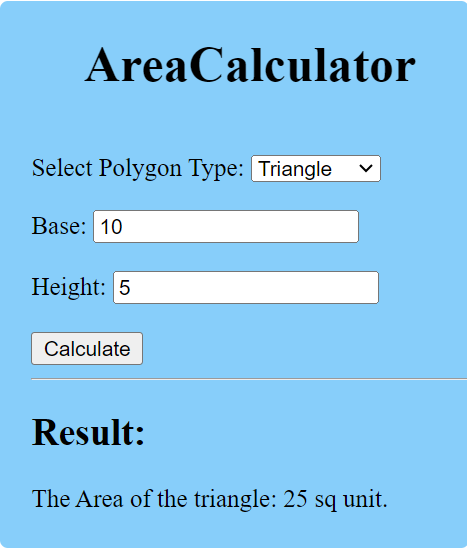 AreaCalculator
Select Polygon Type: Triangle
Base: 10
Height: 5
Calculate
Result:
The Area of the triangle: 25 sq unit.